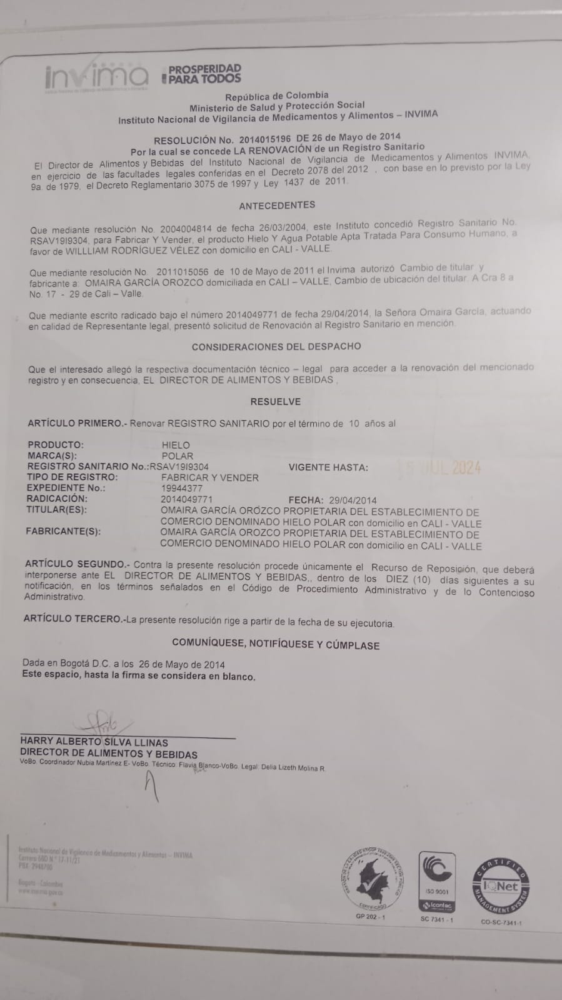 invima
PROSPERIDAD
PARA TODOS
República de Colombia
Ministerio de Salud y Protección Social
Instituto Nacional de Vigilancia de Medicamentos y Alimentos – INVIMA
RESOLUCIÓN No. 2014015196 DE 26 de Mayo de 2014
Por la cual se concede LA RENOVACIÓN de un Registro Sanitario
El Director de Alimentos y Bebidas del Instituto Nacional de Vigilancia de Medicamentos y Alimentos INVIMA,
en ejercicio de las facultades legales conferidas en el Decreto 2078 del 2012 , con base en lo previsto por la Ley
9a. de 1979, el Decreto Reglamentario 3075 de 1997 y Ley 1437 de 2011.
ANTECEDENTES
Que mediante resolución No. 2004004814 de fecha 26/03/2004, este Instituto concedió Registro Sanitario No.
RSAV19I9304, para Fabricar Y Vender, el producto Hielo Y Agua Potable Apta Tratada Para Consumo Humano, a
favor de WILLLIAM RODRÍGUEZ VÉLEZ con domicilio en CALI - VALLE.
Que mediante resolución No. 2011015056 de 10 de Mayo de 2011 el Invima autorizó Cambio de titular y
fabricante a: OMAIRA GARCÍA OROZCO domiciliada en CALI – VALLE, Cambio de ubicación del titular. A Cra 8 a
No. 17 - 29 de Cali – Valle.
Que mediante escrito radicado bajo el número 2014049771 de fecha 29/04/2014, la Señora Omaira García, actuando
en calidad de Representante legal, presentó solicitud de Renovación al Registro Sanitario en mención.
CONSIDERACIONES DEL DESPACHO
Que el interesado allegó la respectiva documentación técnico – legal para acceder a la renovación del mencionado
registro y en consecuencia, EL DIRECTOR DE ALIMENTOS Y BEBIDAS ,
RESUELVE
ARTÍCULO PRIMERO.- Renovar REGISTRO SANITARIO por el término de 10 años al
PRODUCTO: HIELO
MARCA(S): POLAR
REGISTRO SANITARIO No.:RSAV19I9304 VIGENTE HASTA: JUL 2024
TIPO DE REGISTRO: FABRICAR Y VENDER
EXPEDIENTE No.: 19944377
RADICACIÓN: 2014049771 FECHA: 29/04/2014
TITULAR(ES): OMAIRA GARCÍA OROZCO PROPIETARIA DEL ESTABLECIMIENTO DE
COMERCIO DENOMINADO HIELO POLAR con domicilio en CALI - VALLE
FABRICANTE(S): OMAIRA GARCÍA OROZCO PROPIETARIA DEL ESTABLECIMIENTO DE
COMERCIO DENOMINADO HIELO POLAR con domicilio en CALI - VALLE
ARTÍCULO SEGUNDO.- Contra la presente resolución procede únicamente el Recurso de Reposición, que deberá
interponerse ante EL DIRECTOR DE ALIMENTOS Y BEBIDAS,, dentro de los DIEZ (10) días siguientes a su
notificación, en los términos señalados en el Código de Procedimiento Administrativo y de lo Contencioso
Administrativo.
ARTÍCULO TERCERO.-La presente resolución rige a partir de la fecha de su ejecutoria.
COMUNÍQUESE, NOTIFÍQUESE Y CÚMPLASE
Dada en Bogotá D.C. a los 26 de Mayo de 2014
Este espacio, hasta la firma se considera en blanco.
HARRY ALBERTO SILVA LLINAS
DIRECTOR DE ALIMENTOS Y BEBIDAS
VoBo. Coordinador Nubia Martínez E- VoBo. Técnico: Flavia Blanco-VoBo. Legal: Delia Lizeth Molina R.
Instituto Nacional de Vigilancia de Medicamentos y Alimentos – INVIMA
Carrera 68D N.° 17-11/21
PBX: 2948700
Bogotá - Colombia
www.invima.gov.co
CERTIFICADO
GP 202 - 1
ISO 9001
Icontec
SC 7341 - 1
CERTIFIED
IQNet
MANAGEMENT SYSTEM
CO-SC-7341-1